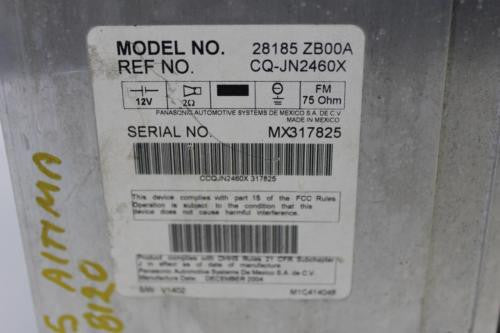 MODEL NO. 28185 ZB00A
REF NO. CQ-JN2460X
12V 2Ω FM 75 Ohm
PANASONIC AUTOMOTIVE SYSTEMS DE MEXICO S.A. DE C.V.
MADE IN MEXICO
SERIAL NO. MX317825
CCQJN2460X 317825
This device complies with part 15 of the FCC Rules
Operation is subject to the condition that this
device does not cause harmful interference.
Product complies with DHHS Rules 21 CFR Subchapter
J in effect as of date of manufacture.
Panasonic Automotive Systems De Mexico S.A. de C.V.
Manufacture Date: DECEMBER 2004
S/W V1402 M1C414048
ALTIMA
8120